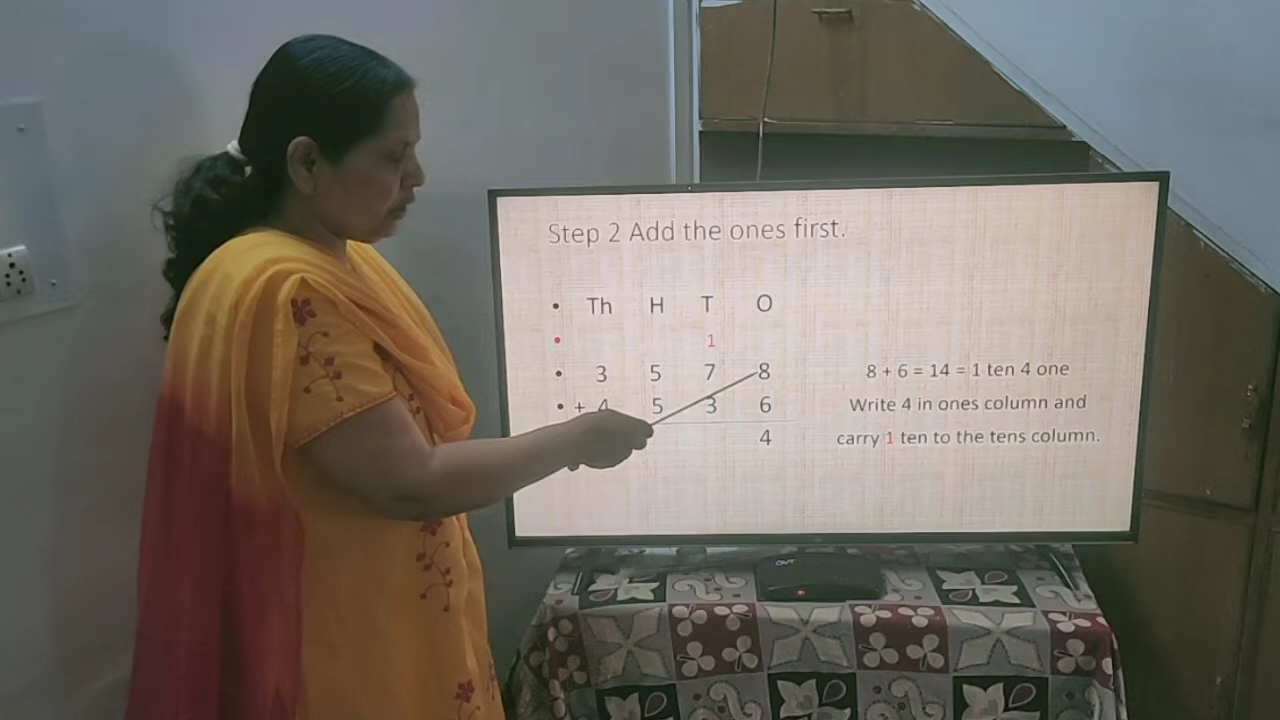 Step 2 Add the ones first.
• Th H T O
• 1
• 3 5 7 8 8 + 6 = 14 = 1 ten 4 one
• + 4 5 3 6 Write 4 in ones column and
4 carry 1 ten to the tens column.
OVT